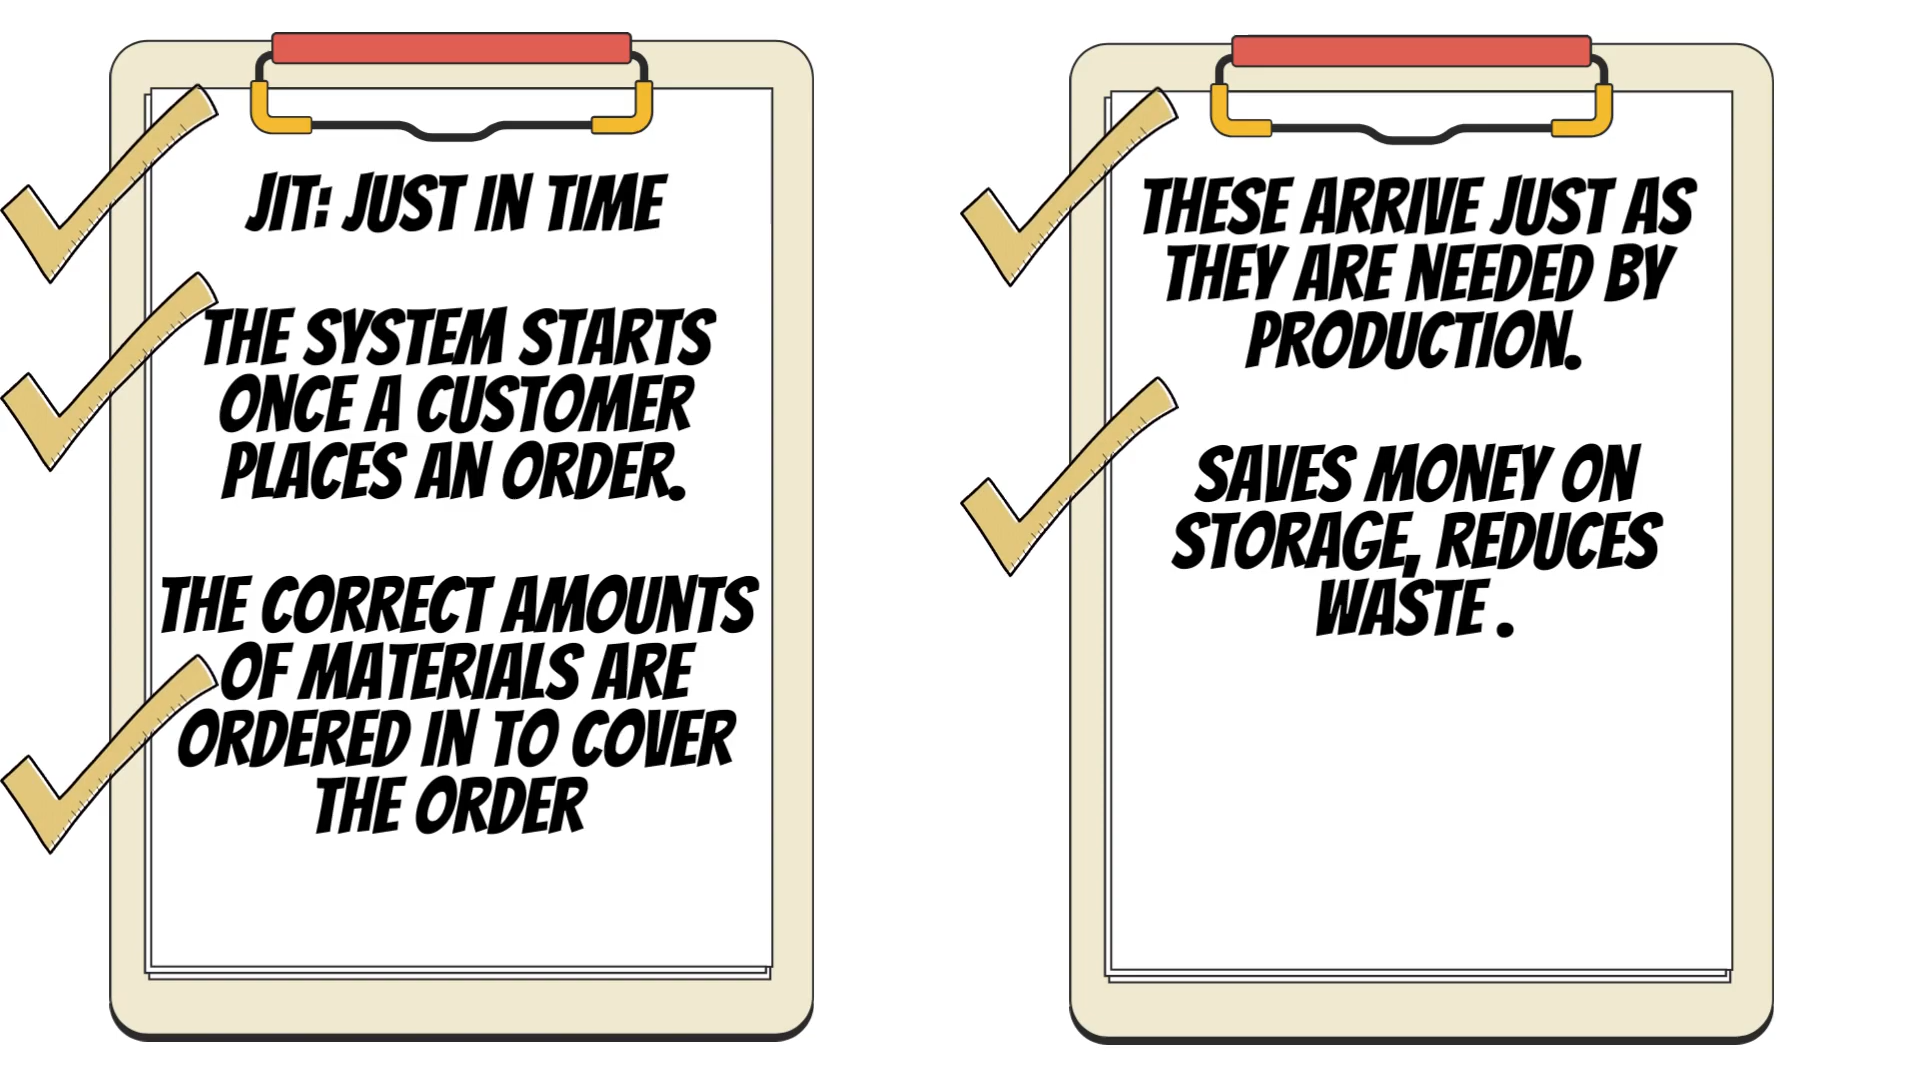 JIT: JUST IN TIME
THE SYSTEM STARTS
ONCE A CUSTOMER
PLACES AN ORDER.
THE CORRECT AMOUNTS
OF MATERIALS ARE
ORDERED IN TO COVER
THE ORDER
THESE ARRIVE JUST AS
THEY ARE NEEDED BY
PRODUCTION.
SAVES MONEY ON
STORAGE, REDUCES
WASTE .